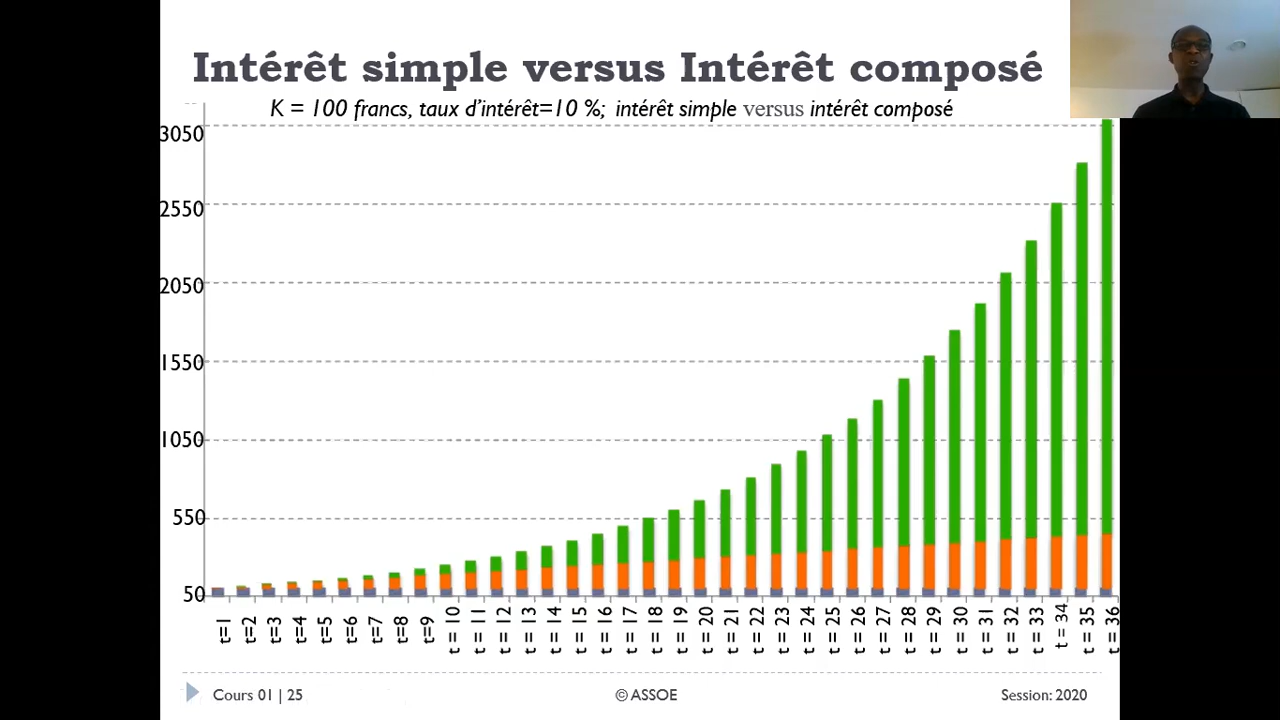 Intérêt simple versus Intérêt composé
K = 100 francs, taux d'intérêt=10 %; intérêt simple versus intérêt composé
3050
2550
2050
1550
1050
550
50
t=1
t=2
t=3
t=4
t=5
t=6
t=7
t=8
t=9
t = 10
t = 11
t = 12
t = 13
t = 14
t = 15
t = 16
t = 17
t = 18
t = 19
t = 20
t = 21
t = 22
t = 23
t = 24
t = 25
t = 26
t = 27
t = 28
t = 29
t = 30
t = 31
t = 32
t = 33
t = 34
t = 35
t = 36
Cours 01 | 25
© ASSOE
Session: 2020